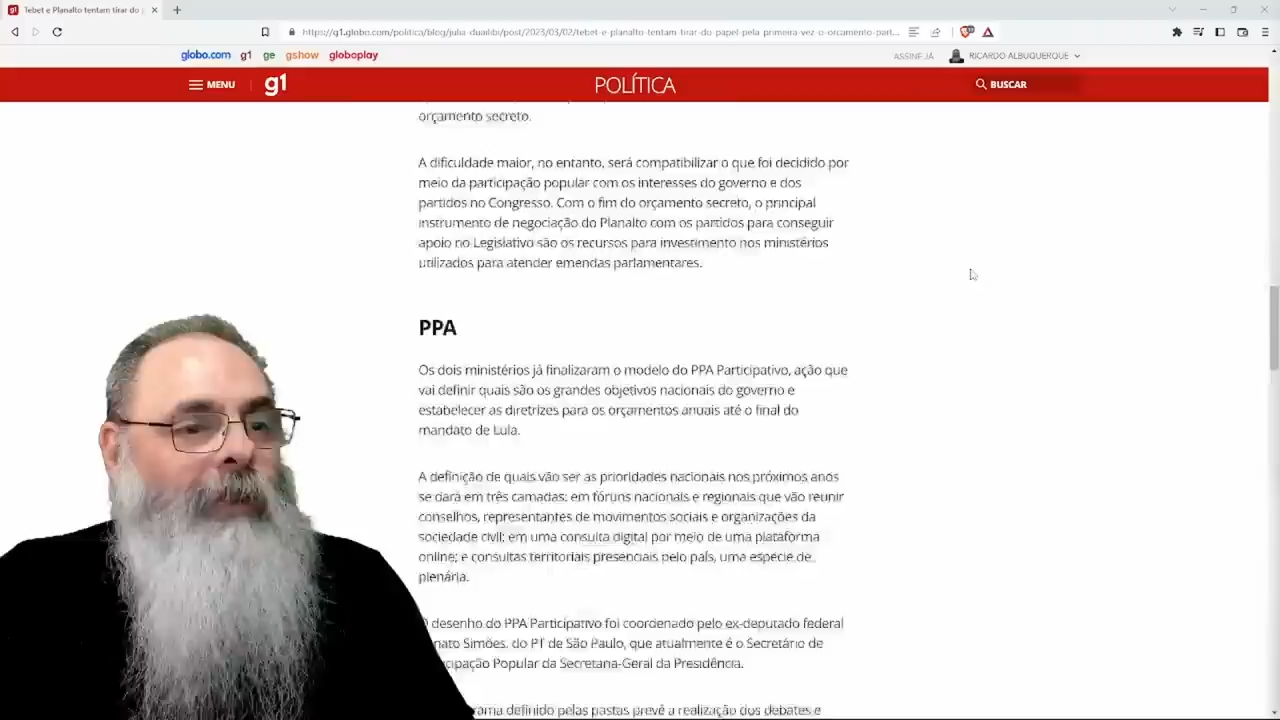 Tebet e Planalto tentam tirar do
https://g1.globo.com/politica/blog/julia-duailibi/post/2023/03/02/tebet-e-planalto-tentam-tirar-do-papel-pela-primeira-vez-o-orcamento-part...
globo.com g1 ge gshow globoplay
ASSINE JÁ RICARDO ALBUQUERQUE
MENU g1 POLÍTICA BUSCAR
orçamento secreto.
A dificuldade maior, no entanto, será compatibilizar o que foi decidido por
meio da participação popular com os interesses do governo e dos
partidos no Congresso. Com o fim do orçamento secreto, o principal
instrumento de negociação do Planalto com os partidos para conseguir
apoio no Legislativo são os recursos para investimento nos ministérios
utilizados para atender emendas parlamentares.
PPA
Os dois ministérios já finalizaram o modelo do PPA Participativo, ação que
vai definir quais são os grandes objetivos nacionais do governo e
estabelecer as diretrizes para os orçamentos anuais até o final do
mandato de Lula.
A definição de quais vão ser as prioridades nacionais nos próximos anos
se dará em três camadas: em fóruns nacionais e regionais que vão reunir
conselhos, representantes de movimentos sociais e organizações da
sociedade civil; em uma consulta digital por meio de uma plataforma
online; e consultas territoriais presenciais pelo país, uma espécie de
plenária.
desenho do PPA Participativo foi coordenado pelo ex-deputado federal
nato Simões, do PT de São Paulo, que atualmente é o Secretário de
cipação Popular da Secretaria-Geral da Presidência.
rama definido pelas pastas prevê a realização dos debates e